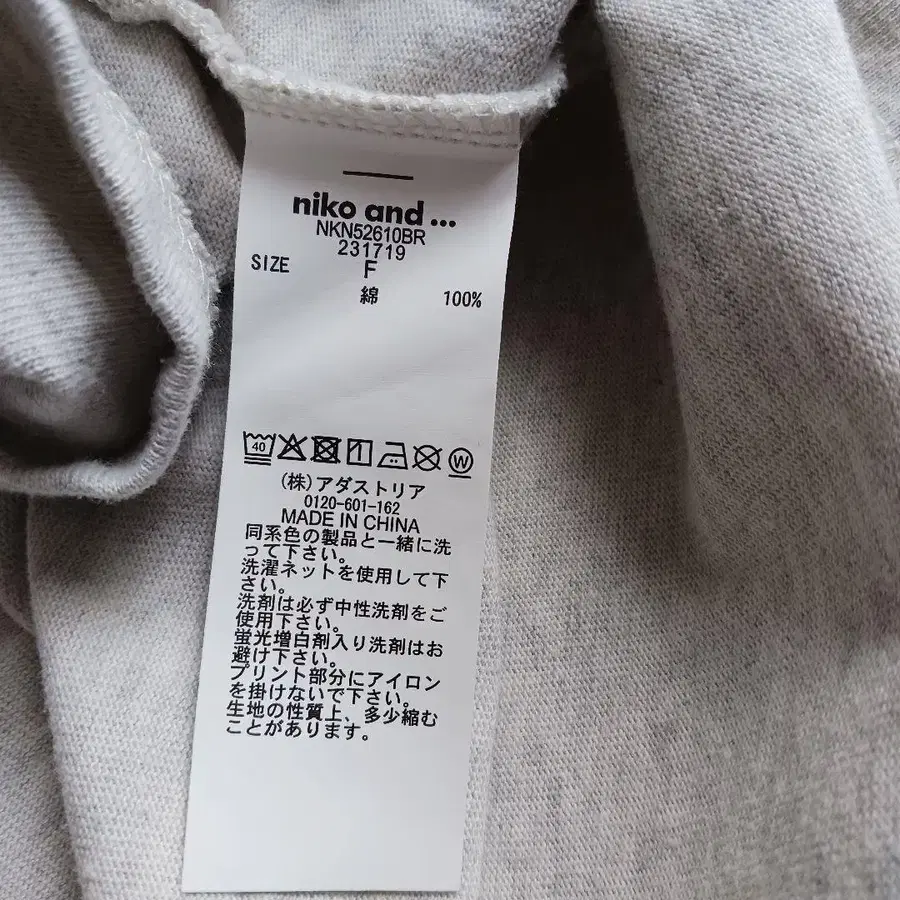 niko and ...
NKN52610BR
231719
SIZE F
綿 100%
40 W
(株)アダストリア
0120-601-162
MADE IN CHINA
同系色の製品と一緒に洗
って下さい。
洗濯ネットを使用して下
さい。
洗剤は必ず中性洗剤をご
使用下さい。
蛍光増白剤入り洗剤はお
避け下さい。
プリント部分にアイロン
を掛けないで下さい。
生地の性質上、多少縮む
ことがあります。